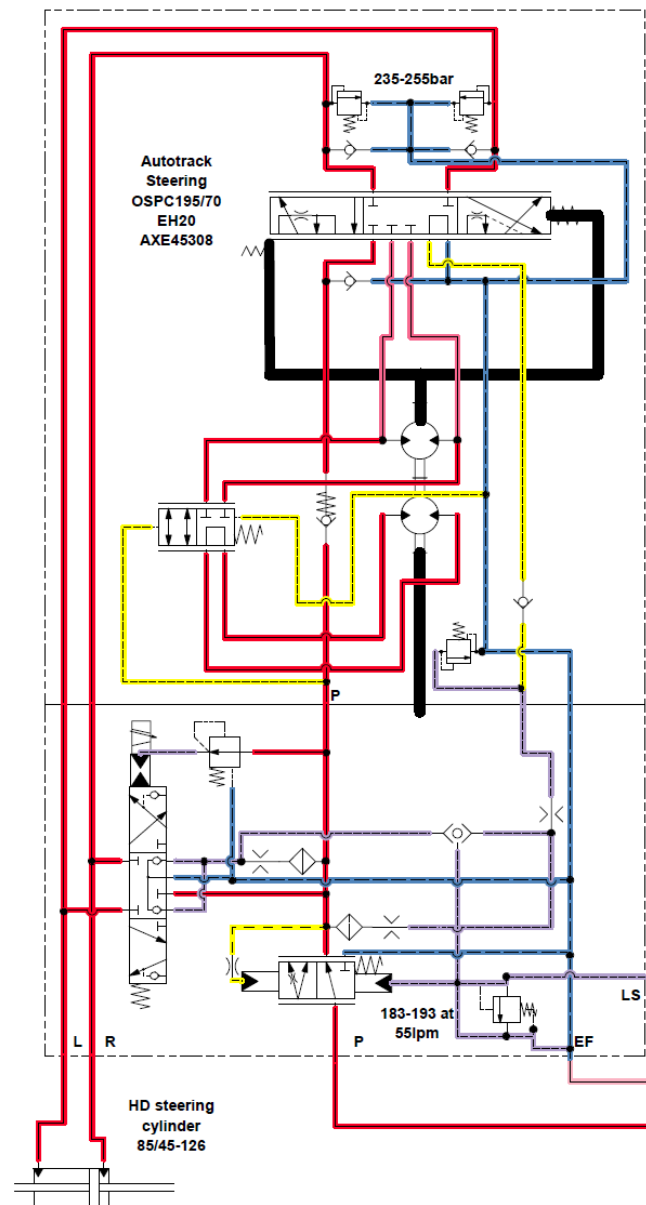 235-255bar
Autotrack
Steering
OSPC195/70
EH20
AXE45308
P
LS
183-193 at
55lpm
L
R
P
EF
HD steering
cylinder
85/45-126